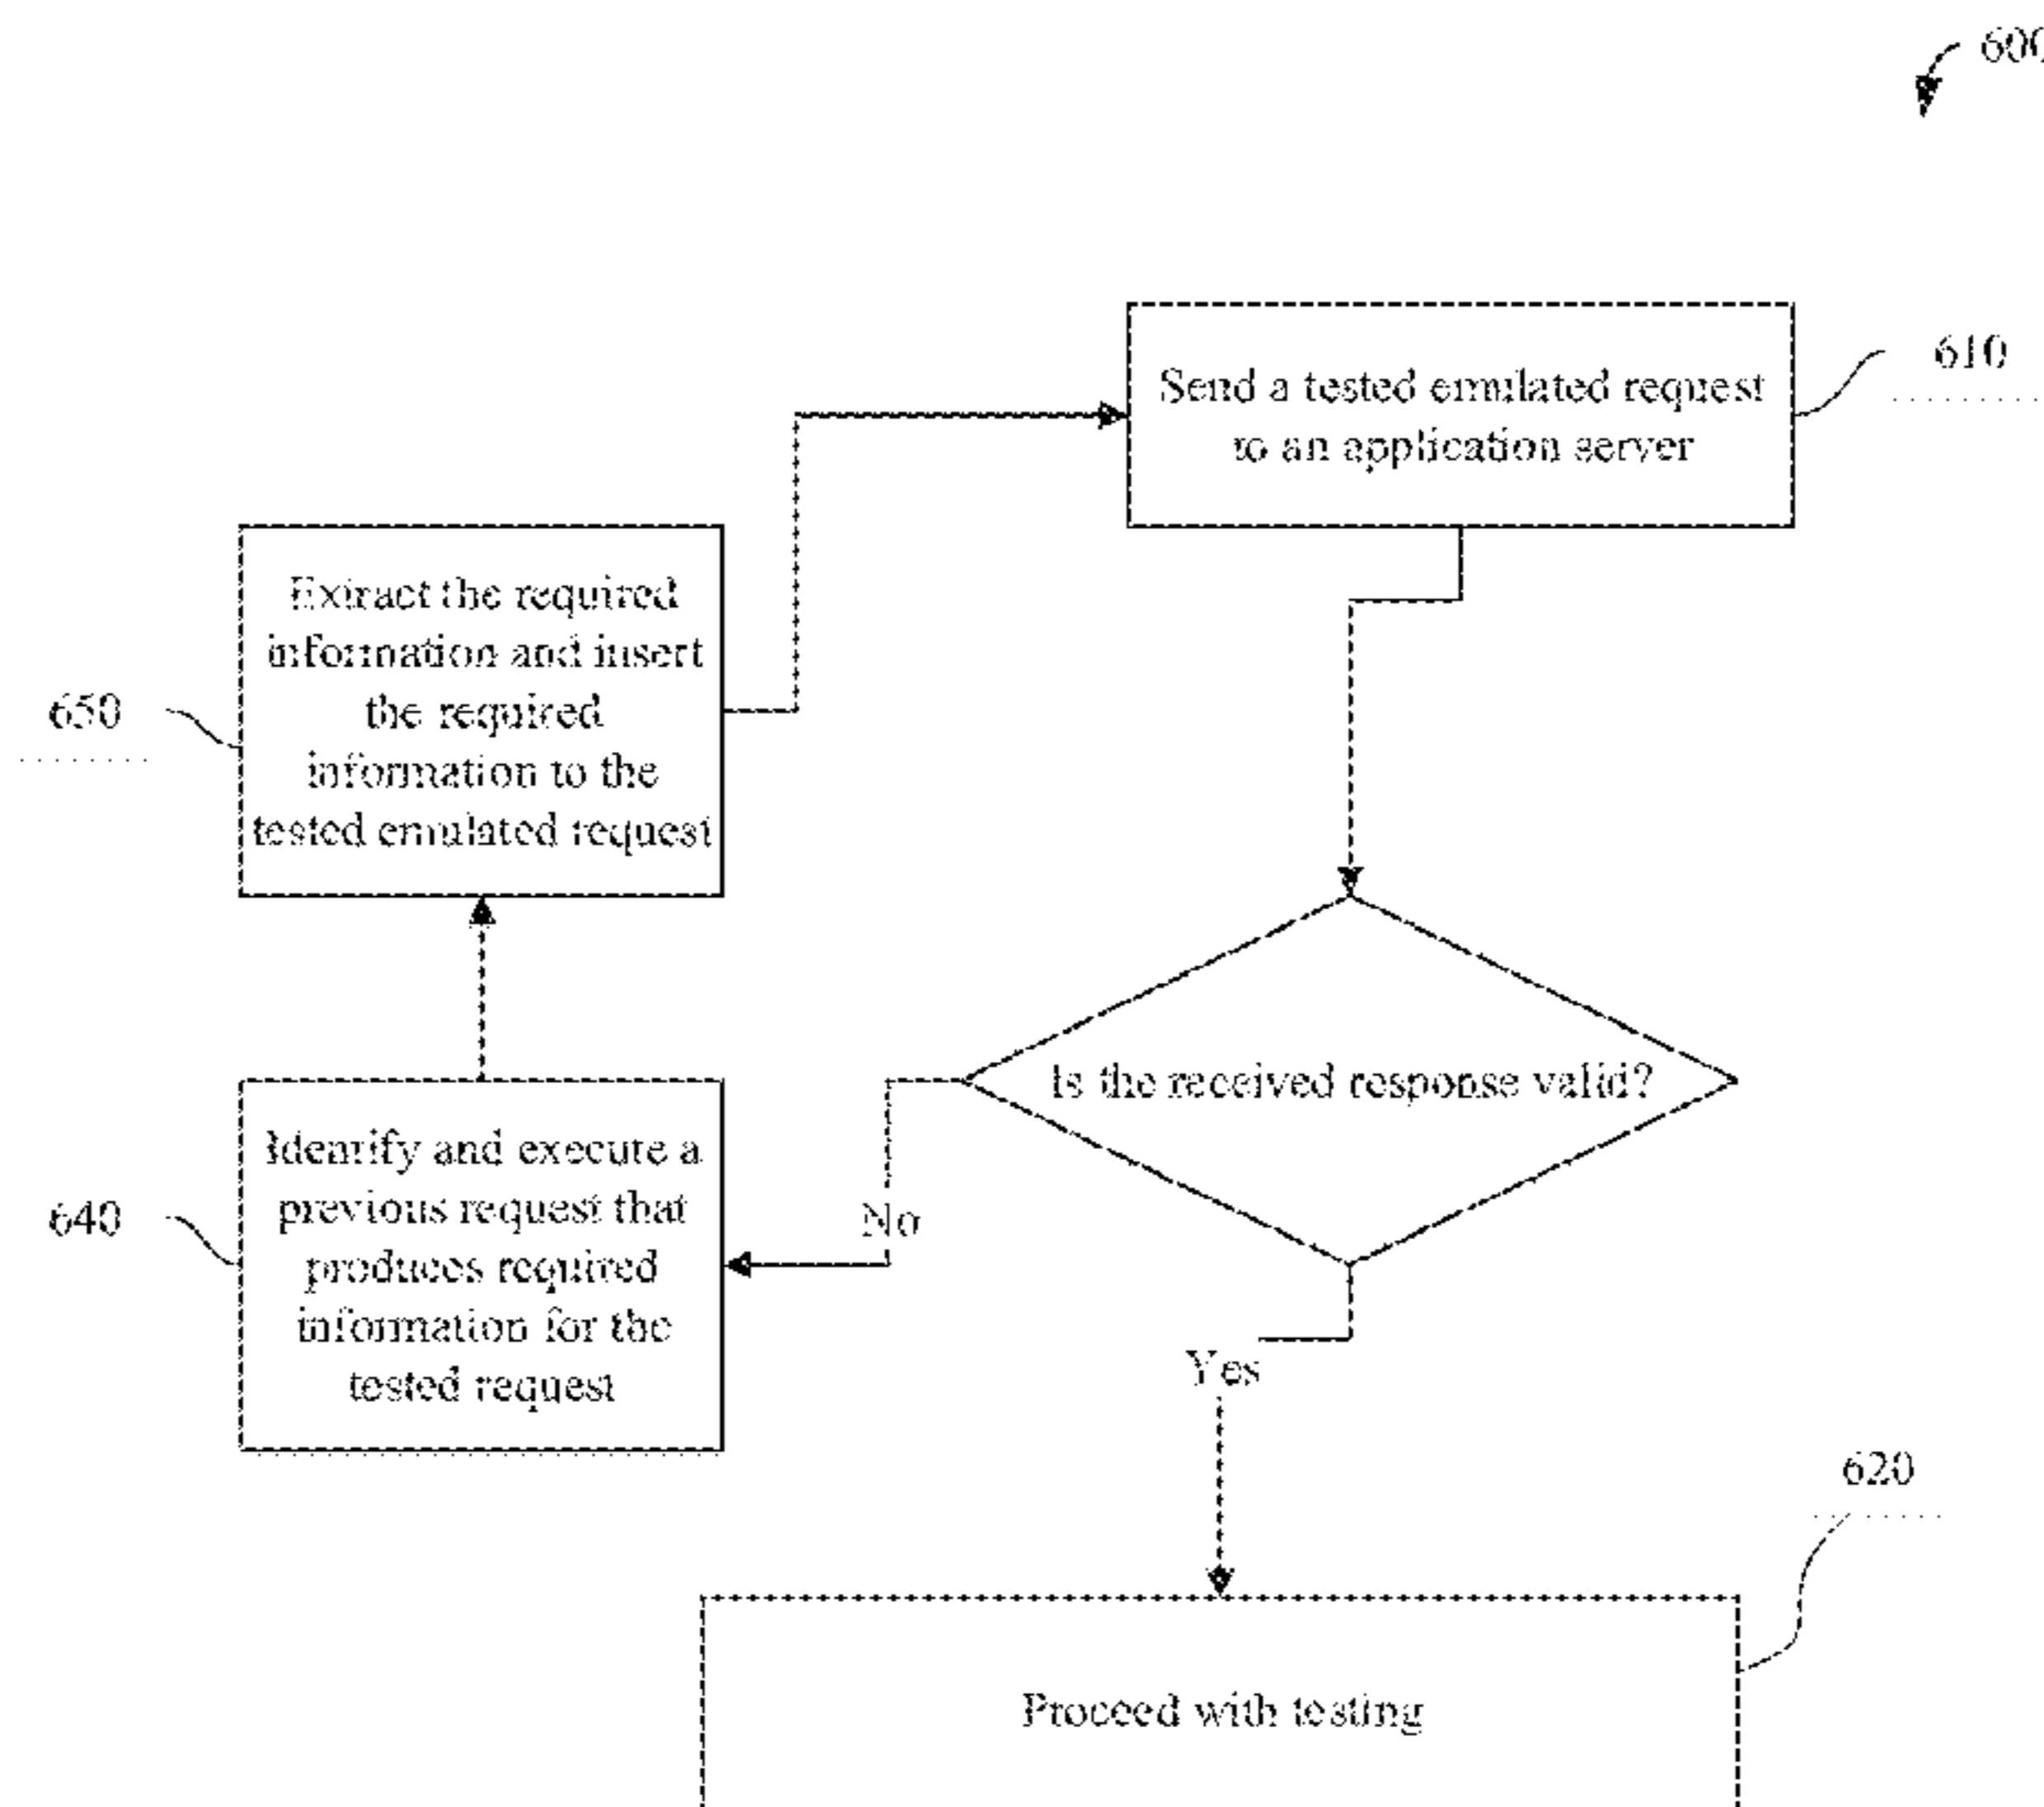 600
Send a tested emulated request
to an application server
610
Extract the required
information and insert
the required
information to the
tested emulated request
650
Is the received response valid?
No
Identify and execute a
previous request that
produces required
information for the
tested request
640
Yes
620
Proceed with testing